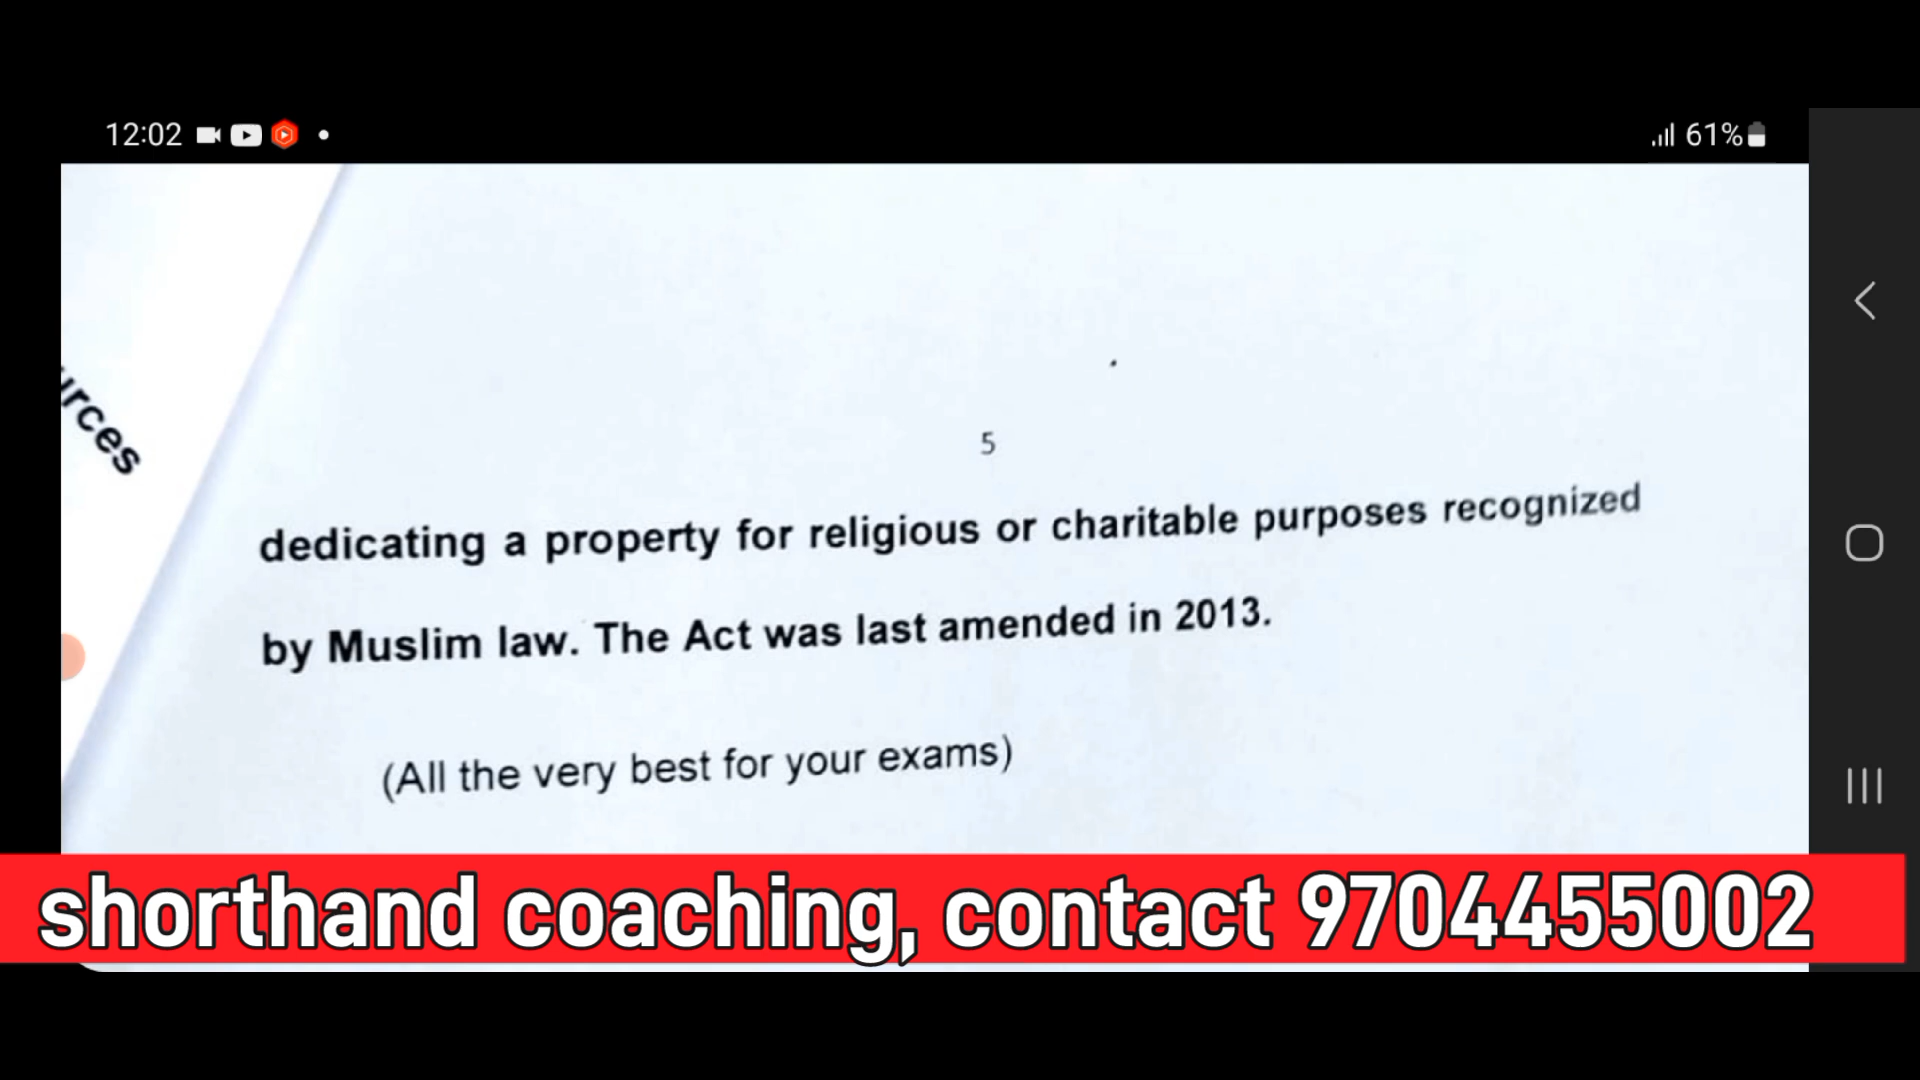 12:02
61%
urces
5
dedicating a property for religious or charitable purposes recognized
by Muslim law. The Act was last amended in 2013.
(All the very best for your exams)
shorthand coaching, contact 9704455002